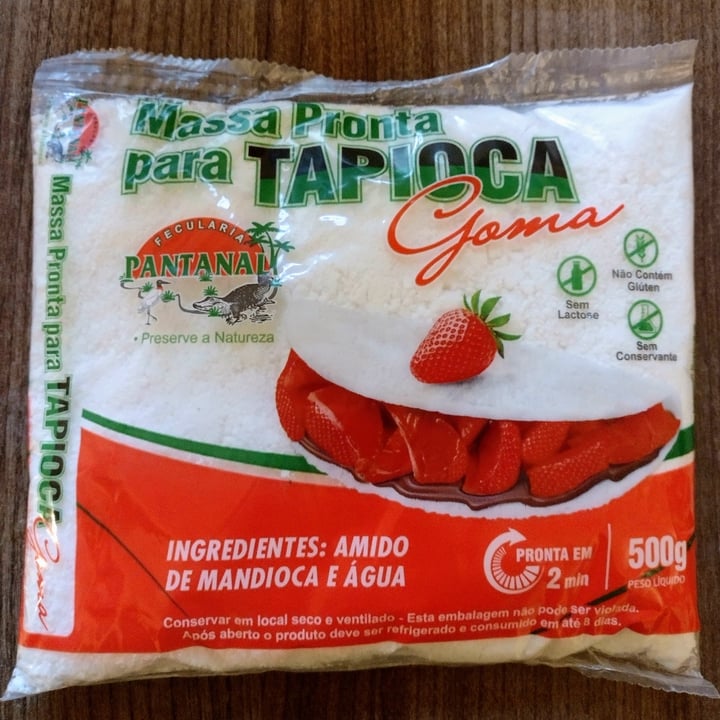 Massa Pronta
para TAPIOCA
Goma
FECULARIA
PANTANAL
• Preserve a Natureza
Não Contém
Glúten
Sem
Lactose
Sem
Conservante
Massa Pronta para TAPIOCA Goma
INGREDIENTES: AMIDO
DE MANDIOCA E ÁGUA
PRONTA EM
2 min
500g
PESO LÍQUIDO
Conservar em local seco e ventilado - Esta embalagem não pode ser violada.
Após aberto o produto deve ser refrigerado e consumido em até 8 dias.